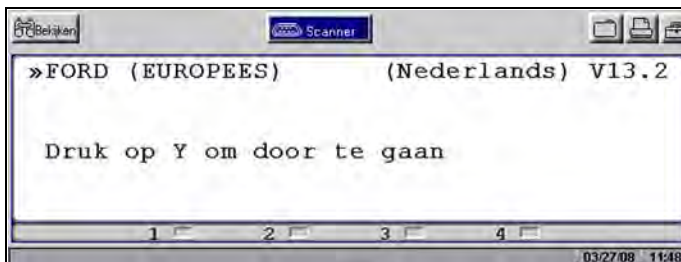 Bekijken Scanner
»FORD (EUROPEES) (Nederlands) V13.2
Druk op Y om door te gaan
1 2 3 4
03/27/08 11:48